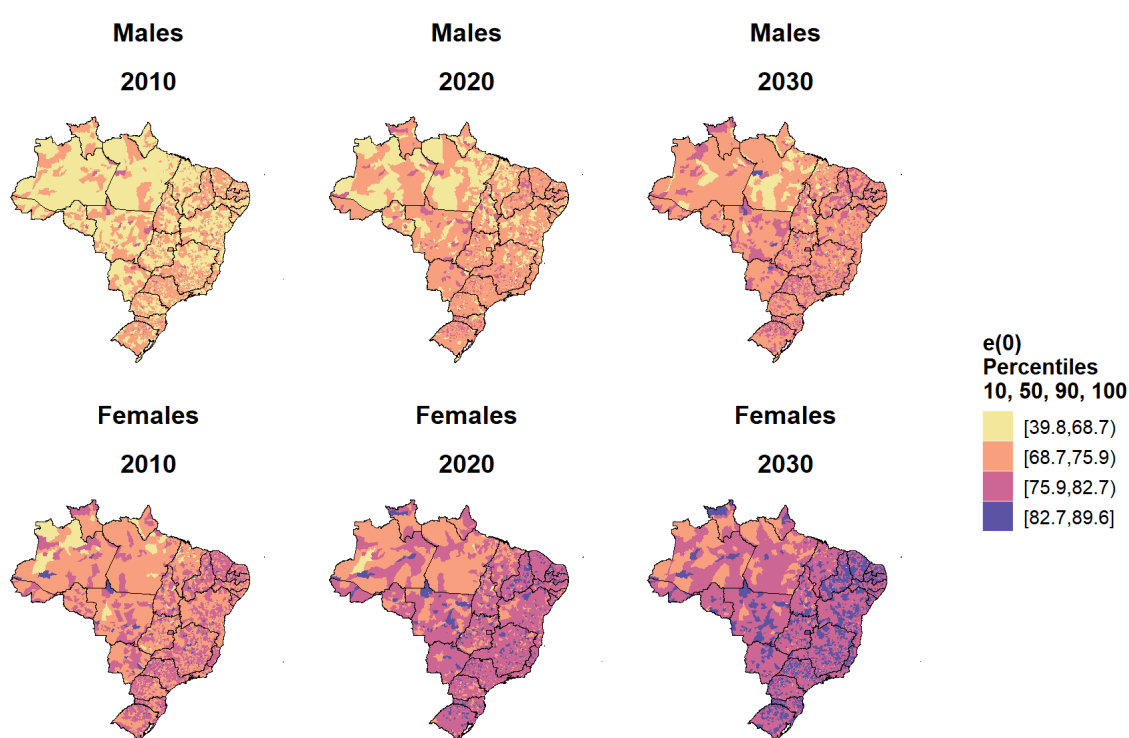 Males
Males
Males
2010
2020
2030
Females
Females
Females
2010
2020
2030
e(0)
Percentiles
10, 50, 90, 100
[39.8,68.7)
[68.7,75.9)
[75.9,82.7)
[82.7,89.6]